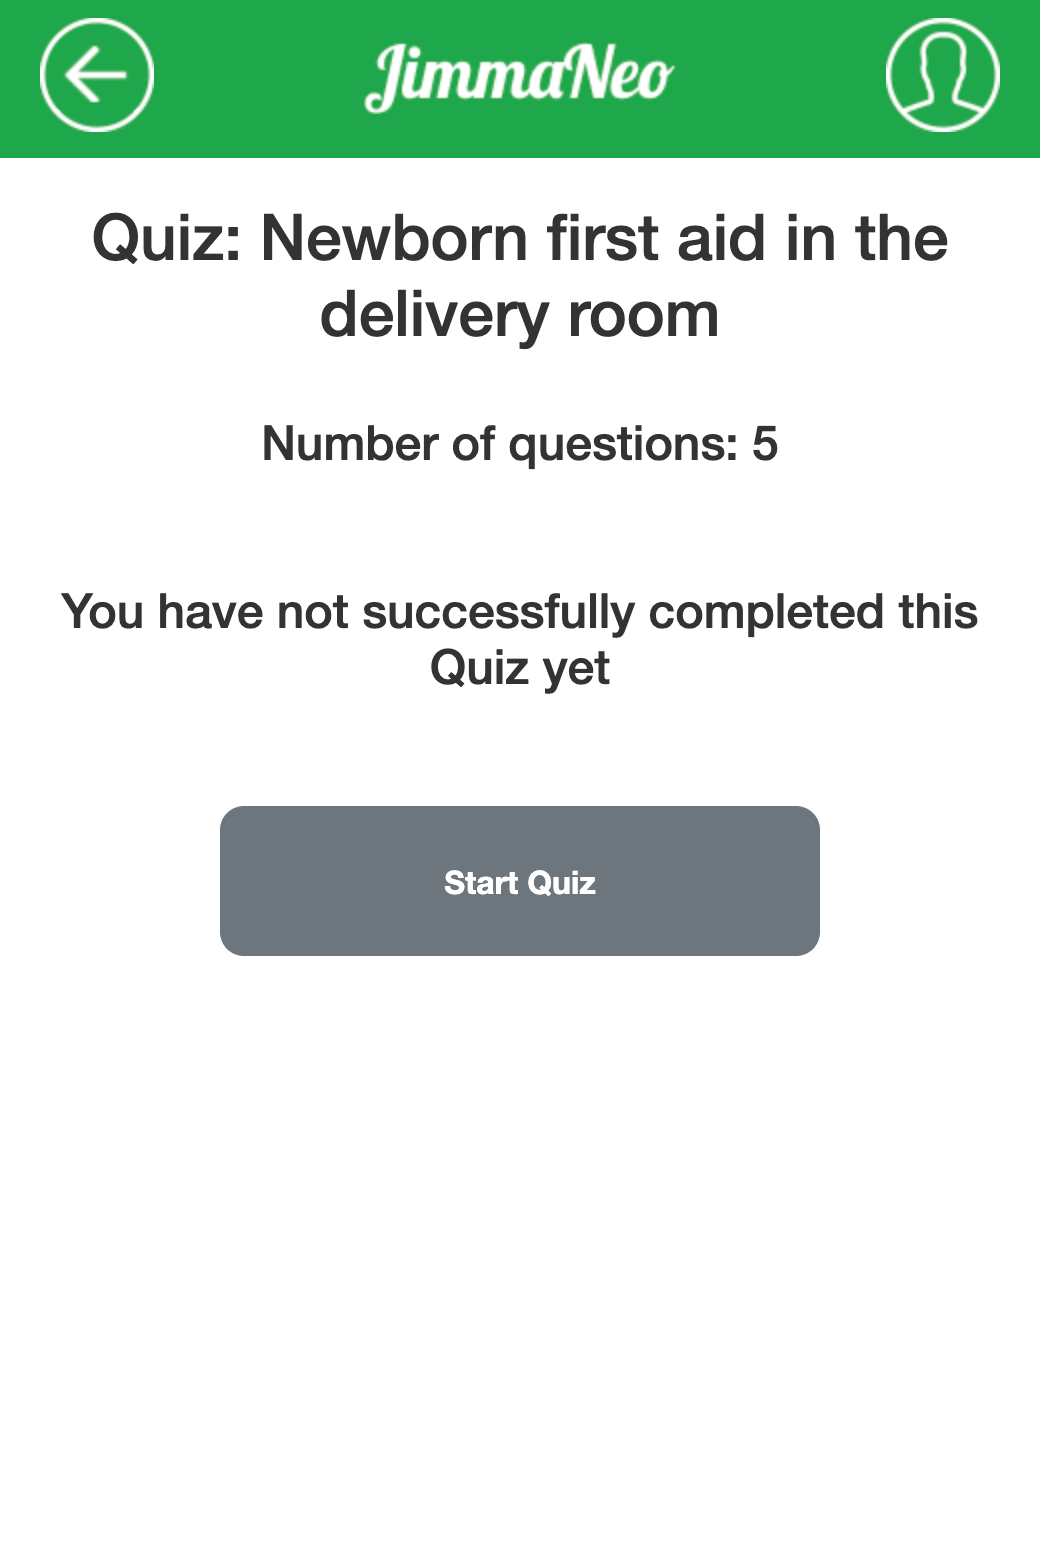 JimmaNeo
Quiz: Newborn first aid in the
delivery room
Number of questions: 5
You have not successfully completed this
Quiz yet
Start Quiz